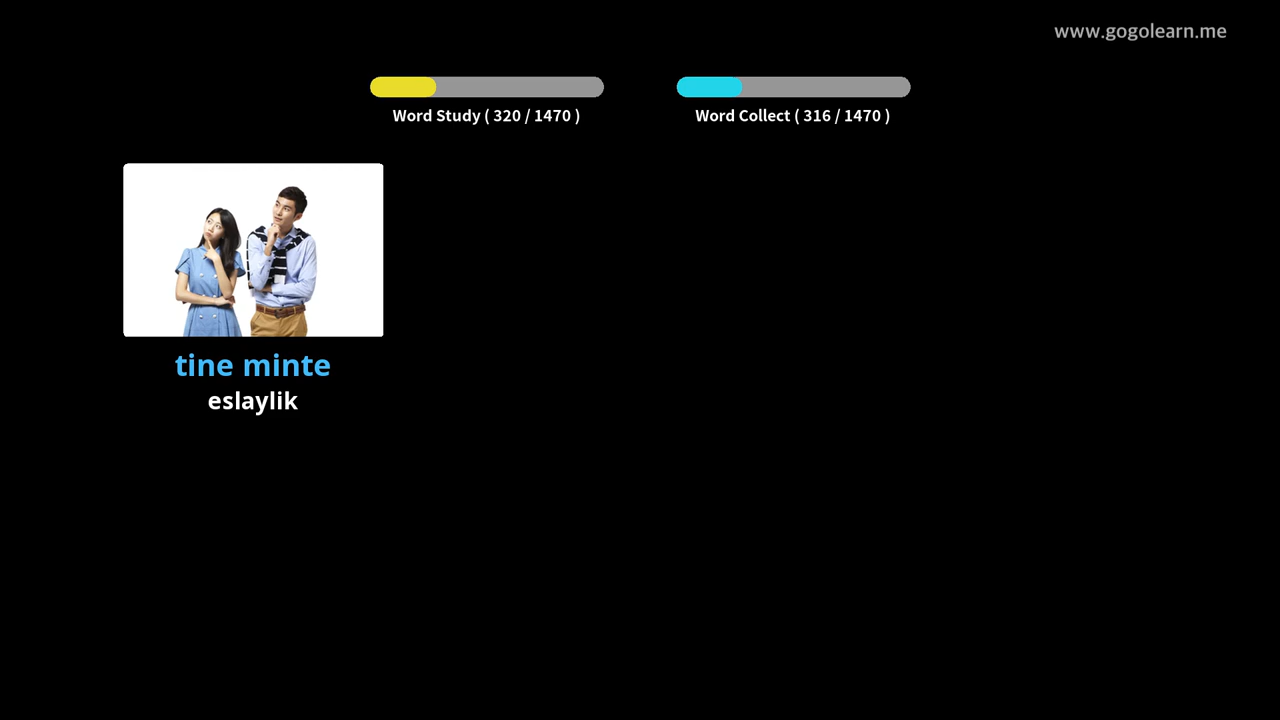 www.gogolearn.me
Word Study ( 320 / 1470 )
Word Collect ( 316 / 1470 )
tine minte
eslaylik